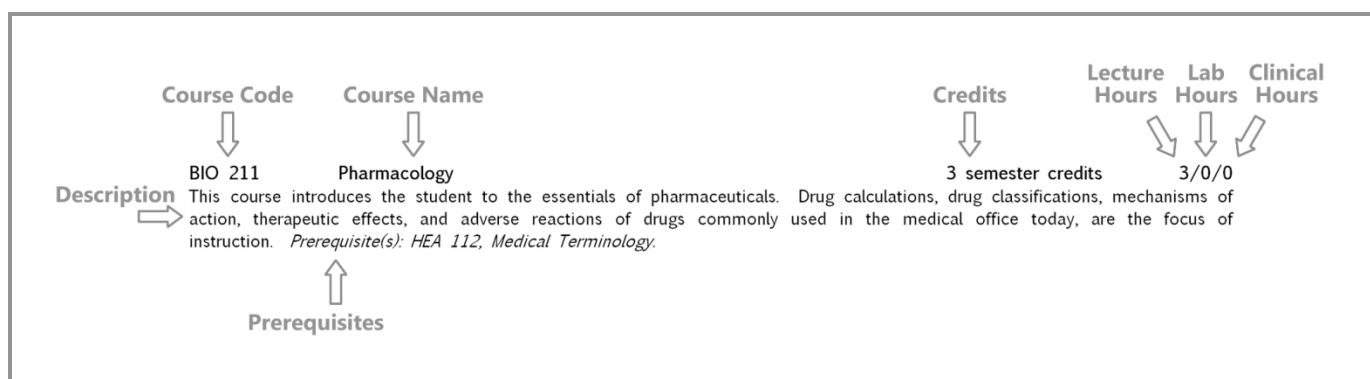 Lecture Hours Lab Hours Clinical Hours
Course Code Course Name Credits
BIO 211 Pharmacology 3 semester credits 3/0/0
Description This course introduces the student to the essentials of pharmaceuticals. Drug calculations, drug classifications, mechanisms of
action, therapeutic effects, and adverse reactions of drugs commonly used in the medical office today, are the focus of
instruction. Prerequisite(s): HEA 112, Medical Terminology.
Prerequisites